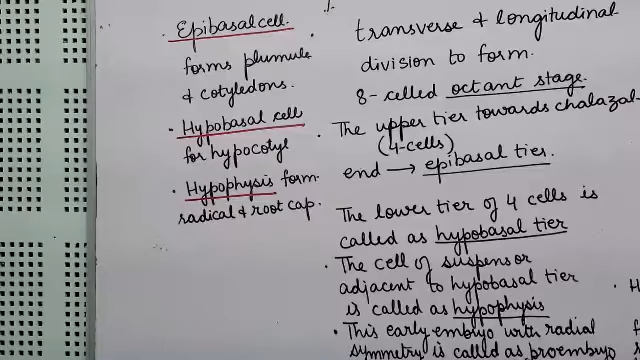 Epibasal cell.
forms plumule
& cotyledons.
Hypobasal cell
for hypocotyl
Hypophysis form
radical & root cap.
transverse & longitudinal
division to form.
8-celled octant stage.
The upper tier towards chalazal
(4-cells)
end → epibasal tier.
The lower tier of 4 cells is
called as hypobasal tier
The cell of suspensor
adjacent to hypobasal tier
is called as hypophysis
This early embryo with radial
symmetry is called as proembryo